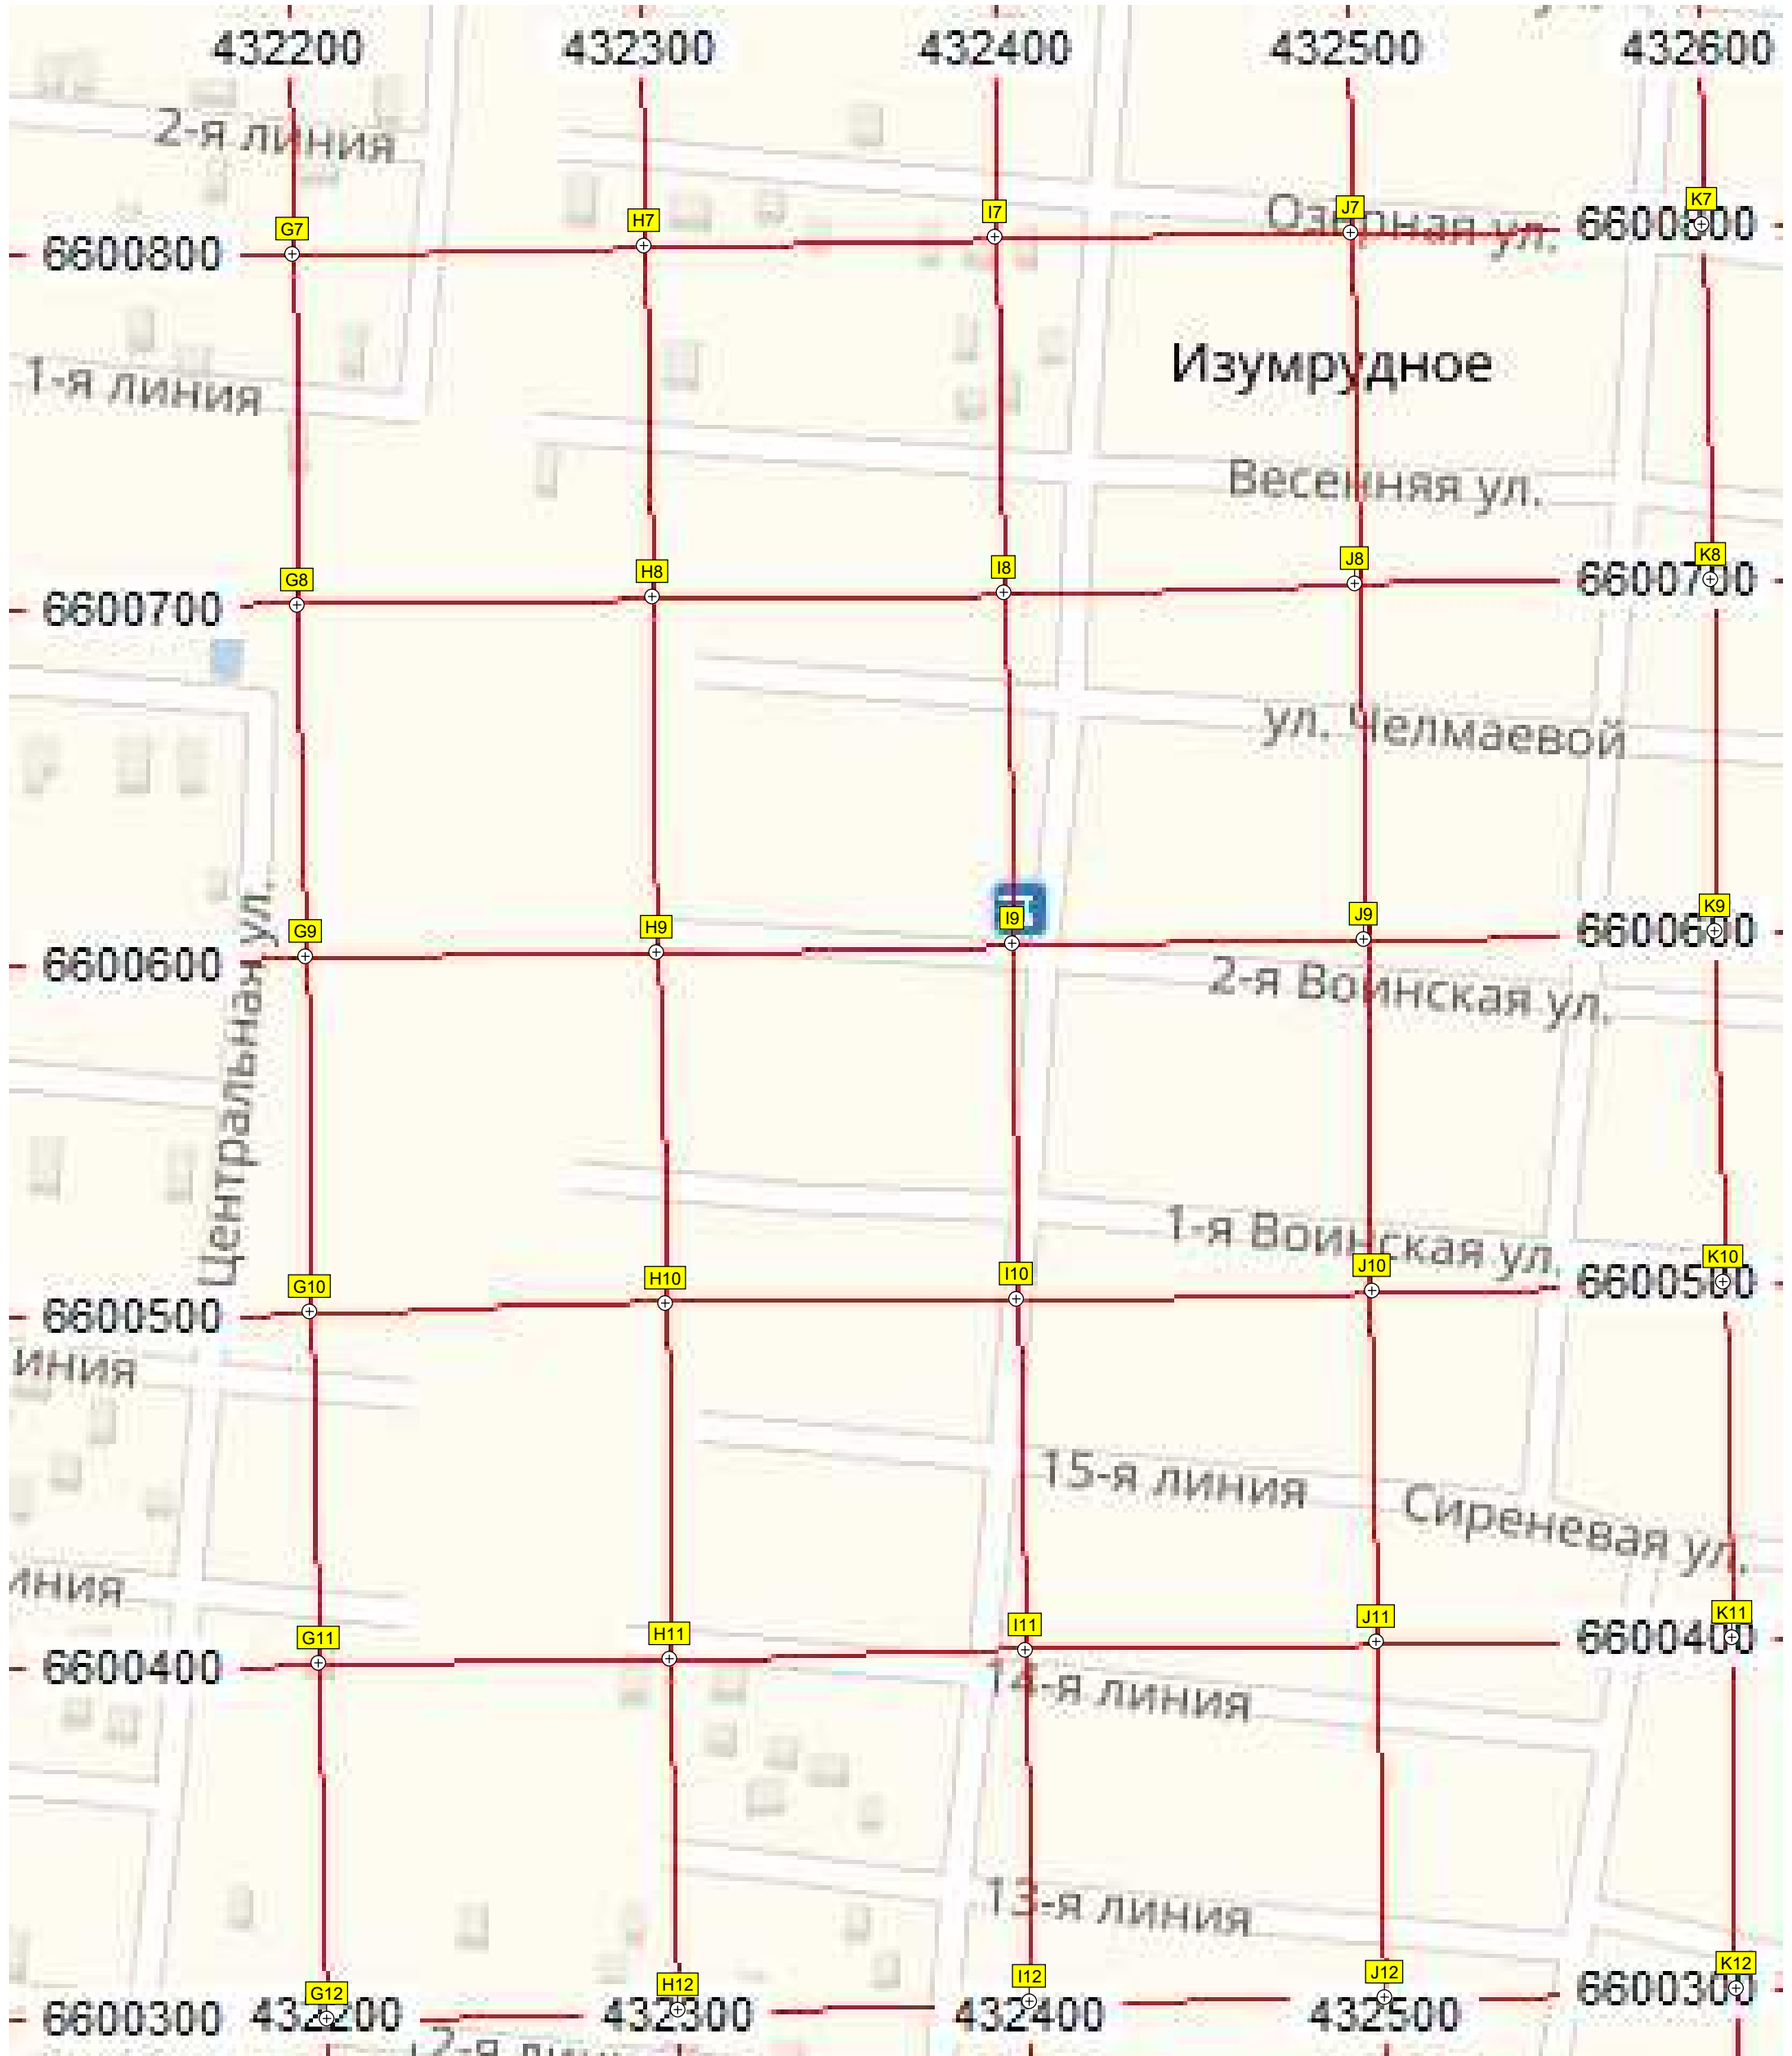 432200 432300 432400 432500 432600
2-я линия
G7 H7 I7 J7 K7
6600800 Озерная ул. 6600800
Изумрудное
1-я линия
Весенняя ул.
G8 H8 I8 J8 K8
6600700 6600700
ул. Челмаевой
Центральная ул.
G9 H9 I9 J9 K9
6600600 6600600
2-я Воинская ул.
1-я Воинская ул.
G10 H10 I10 J10 K10
6600500 6600500
иния
15-я линия
Сиреневая ул.
иния
G11 H11 I11 J11 K11
6600400 6600400
14-я линия
13-я линия
G12 H12 I12 J12 K12
6600300 432200 432300 432400 432500 6600300